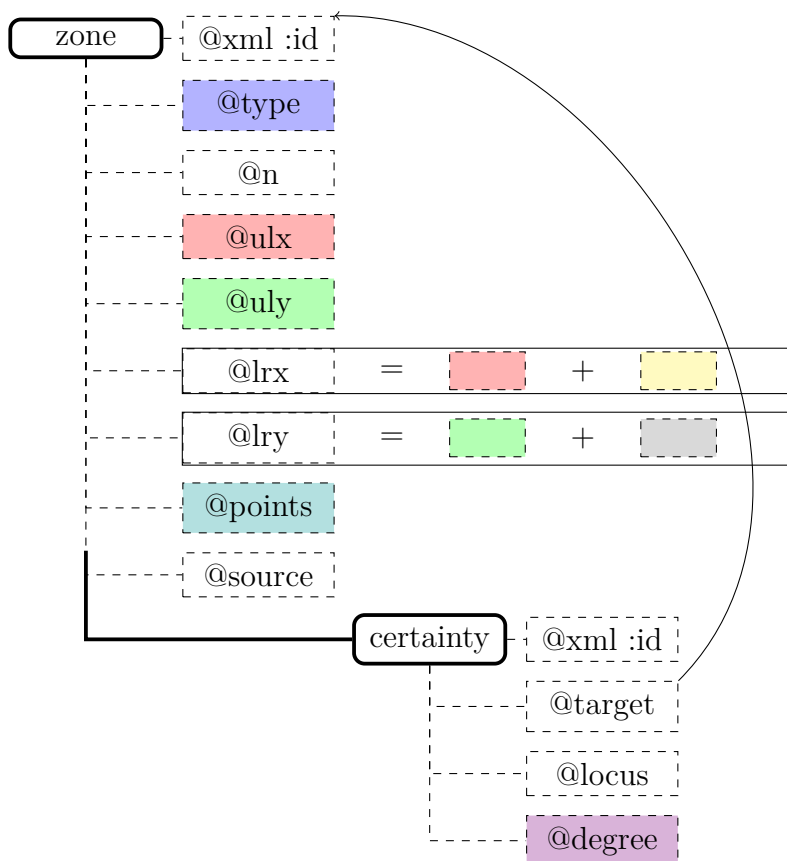 zone @xml :id
@type
@n
@ulx
@uly
@lrx = +
@lry = +
@points
@source
certainty @xml :id
@target
@locus
@degree